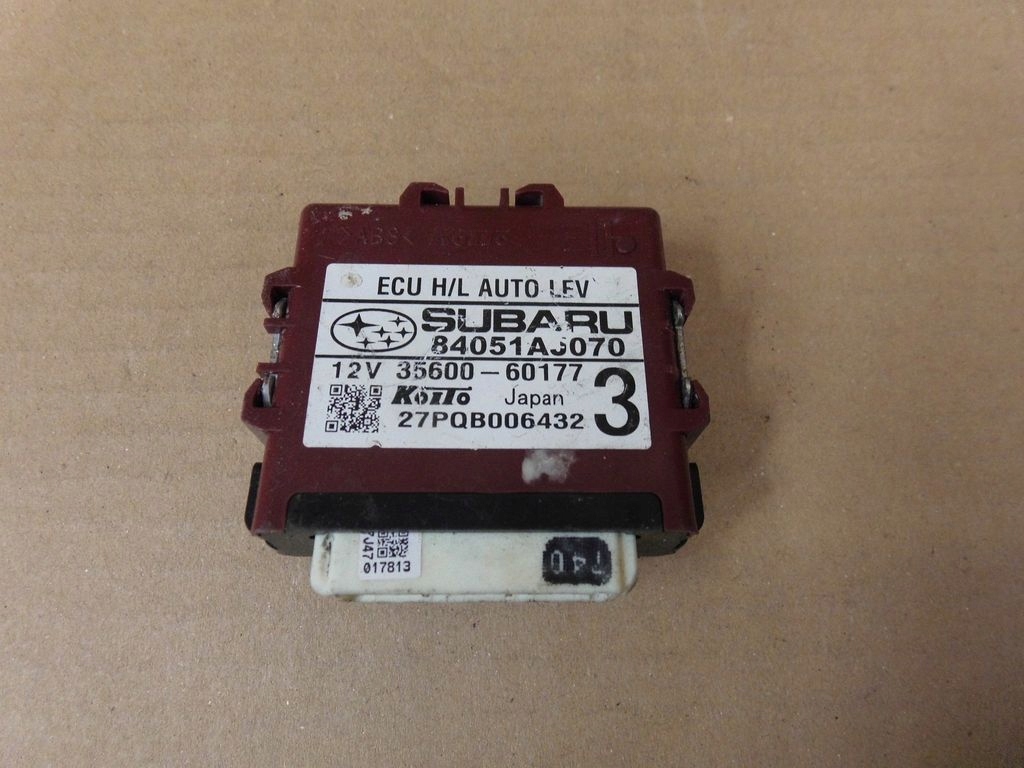 ECU H/L AUTO LEV
SUBARU
84051AJ070
12V 35600-60177
KOITO Japan 3
27PQB006432
017813